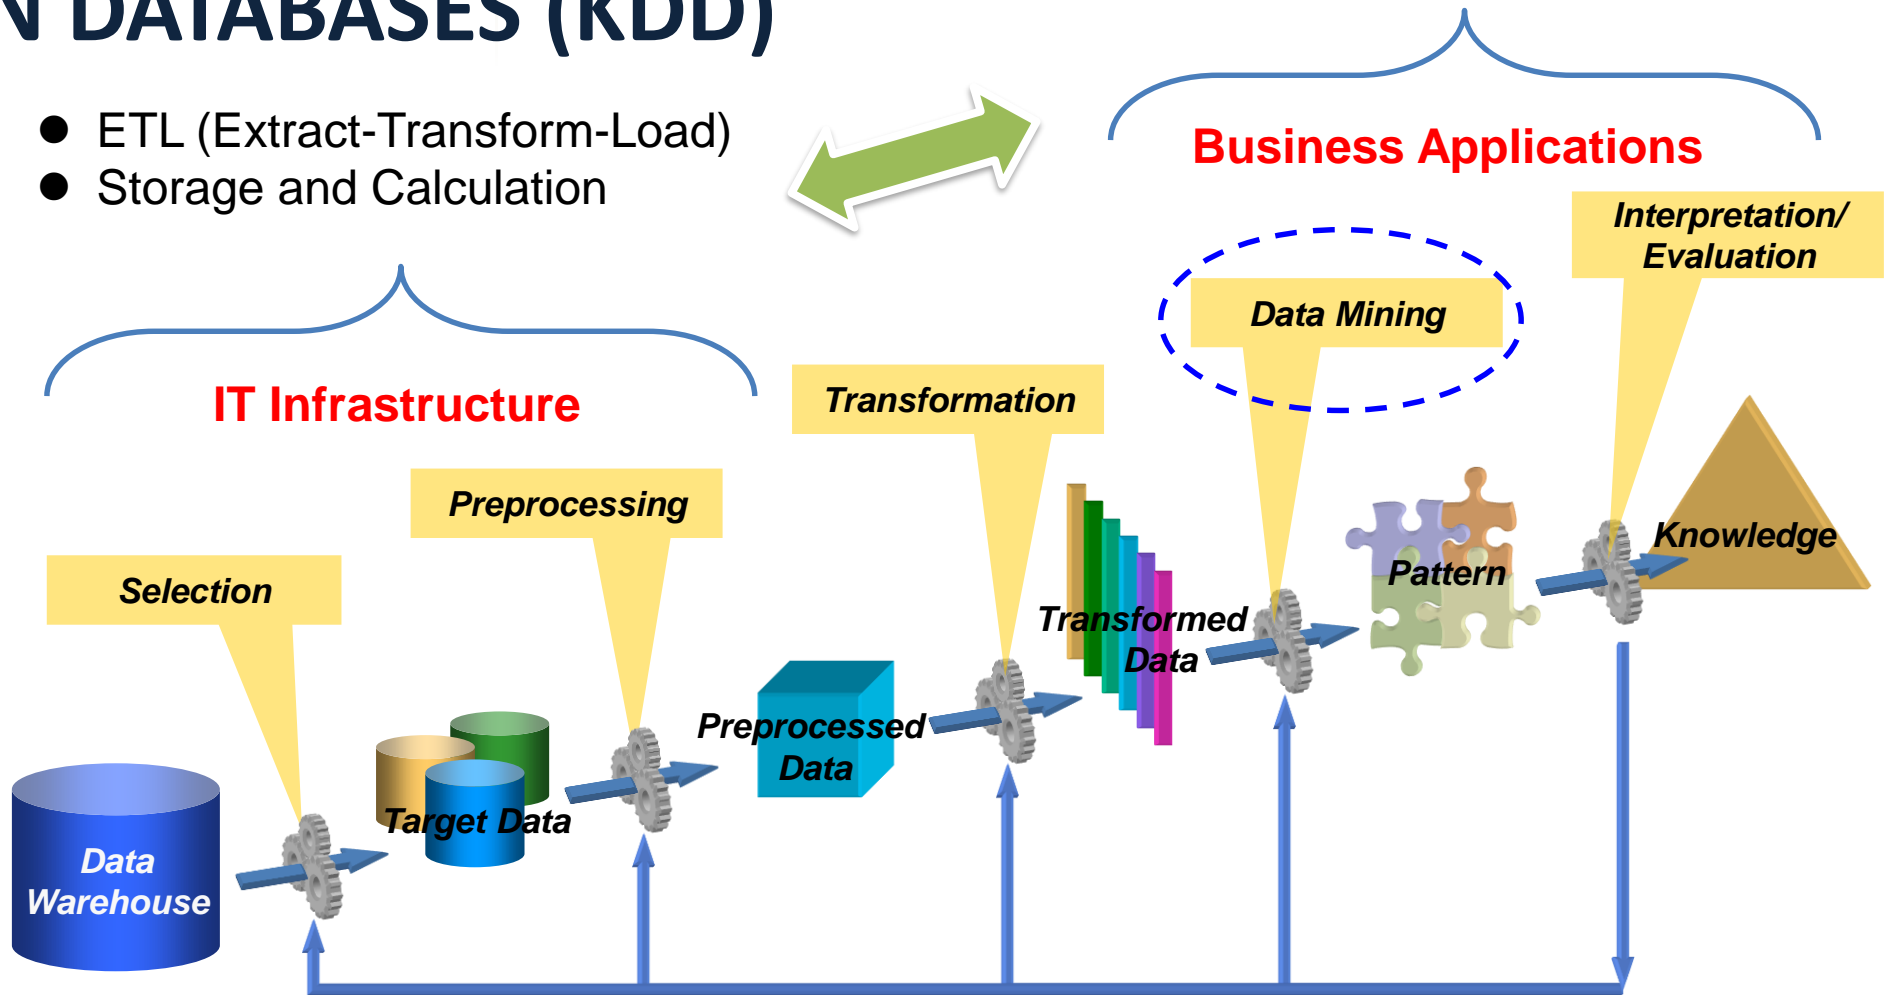 N DATABASES (KDD)
● ETL (Extract-Transform-Load)
● Storage and Calculation
Business Applications
Interpretation/
Evaluation
Data Mining
IT Infrastructure
Transformation
Preprocessing
Selection
Knowledge
Pattern
Transformed
Data
Preprocessed
Data
Target Data
Data
Warehouse